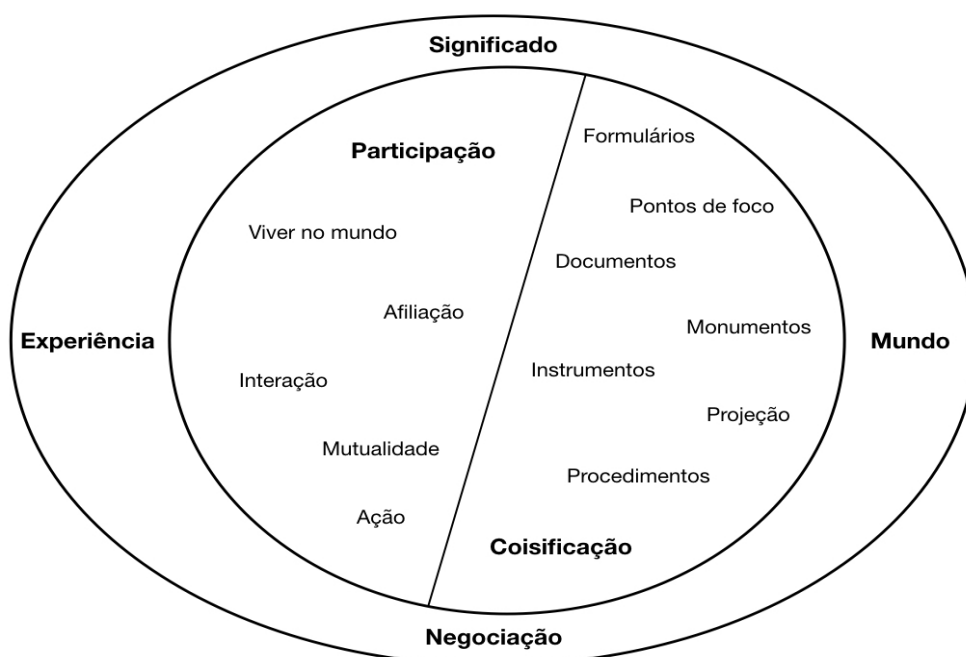 Significado
Formulários
Participação
Pontos de foco
Viver no mundo
Documentos
Afiliação
Monumentos
Experiência
Mundo
Instrumentos
Interação
Projeção
Mutualidade
Procedimentos
Ação
Coisificação
Negociação